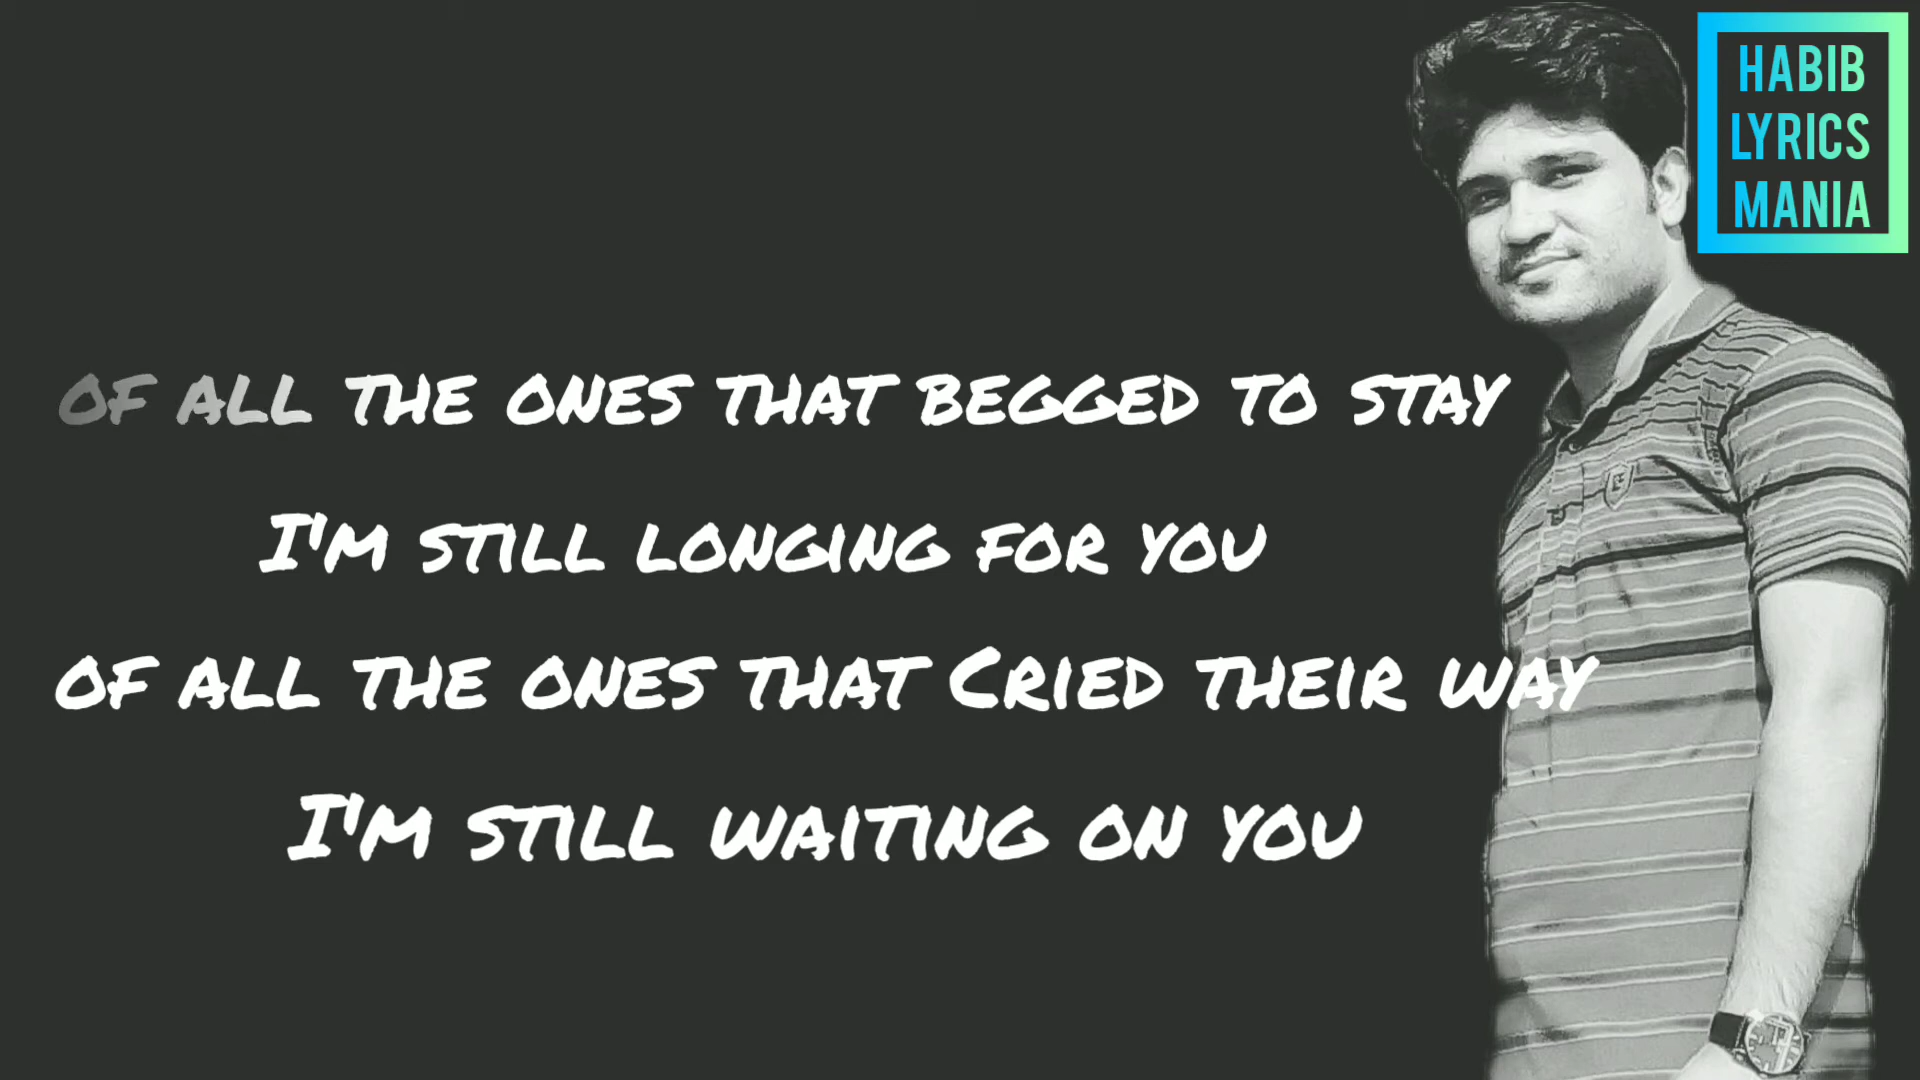 HABIB
LYRICS
MANIA
OF ALL THE ONES THAT BEGGED TO STAY
I'M STILL LONGING FOR YOU
OF ALL THE ONES THAT CRIED THEIR WAY
I'M STILL WAITING ON YOU